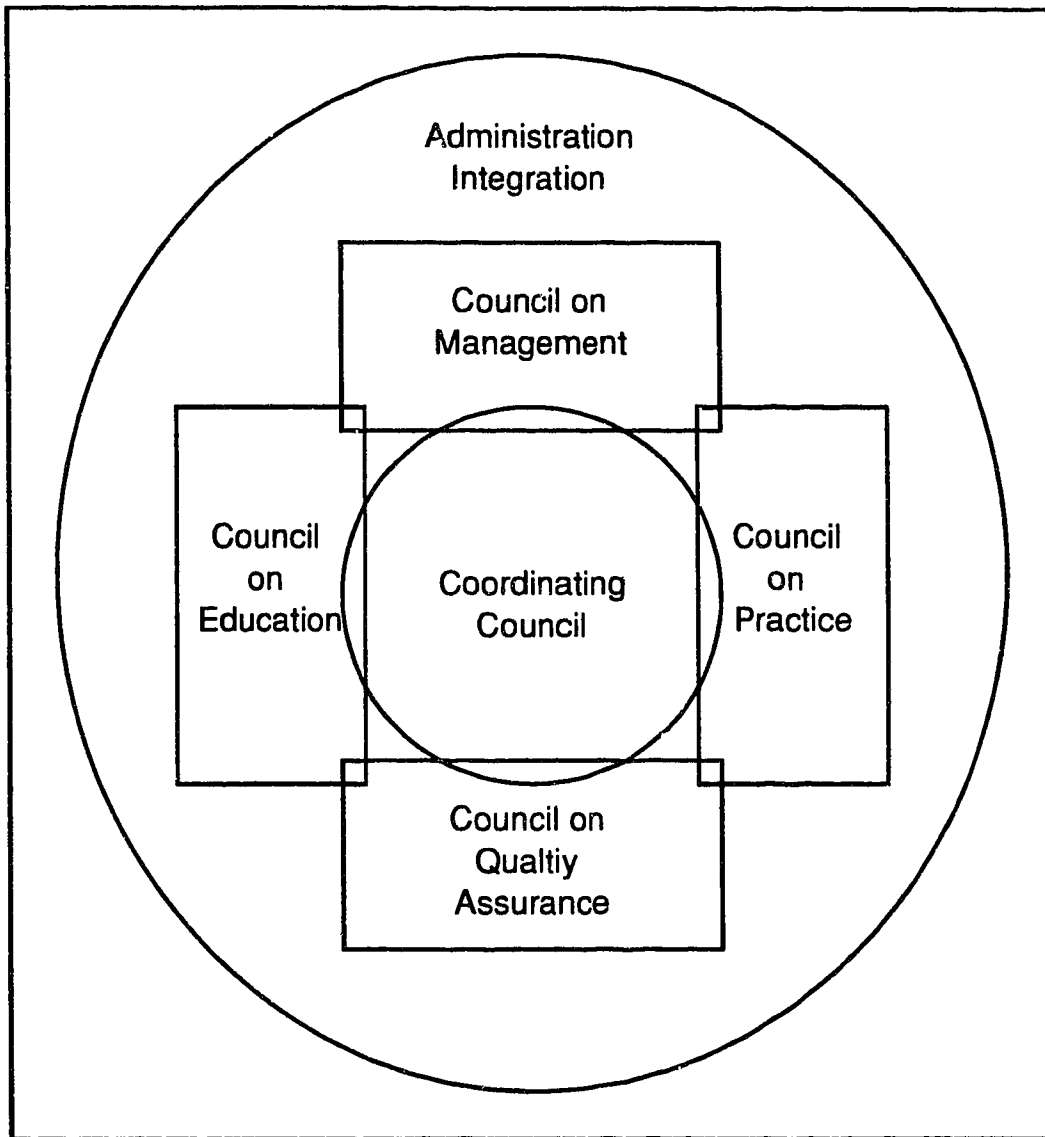 Administration
Integration
Council on
Management
Council
on
Education
Coordinating
Council
Council
on
Practice
Council on
Qualtiy
Assurance